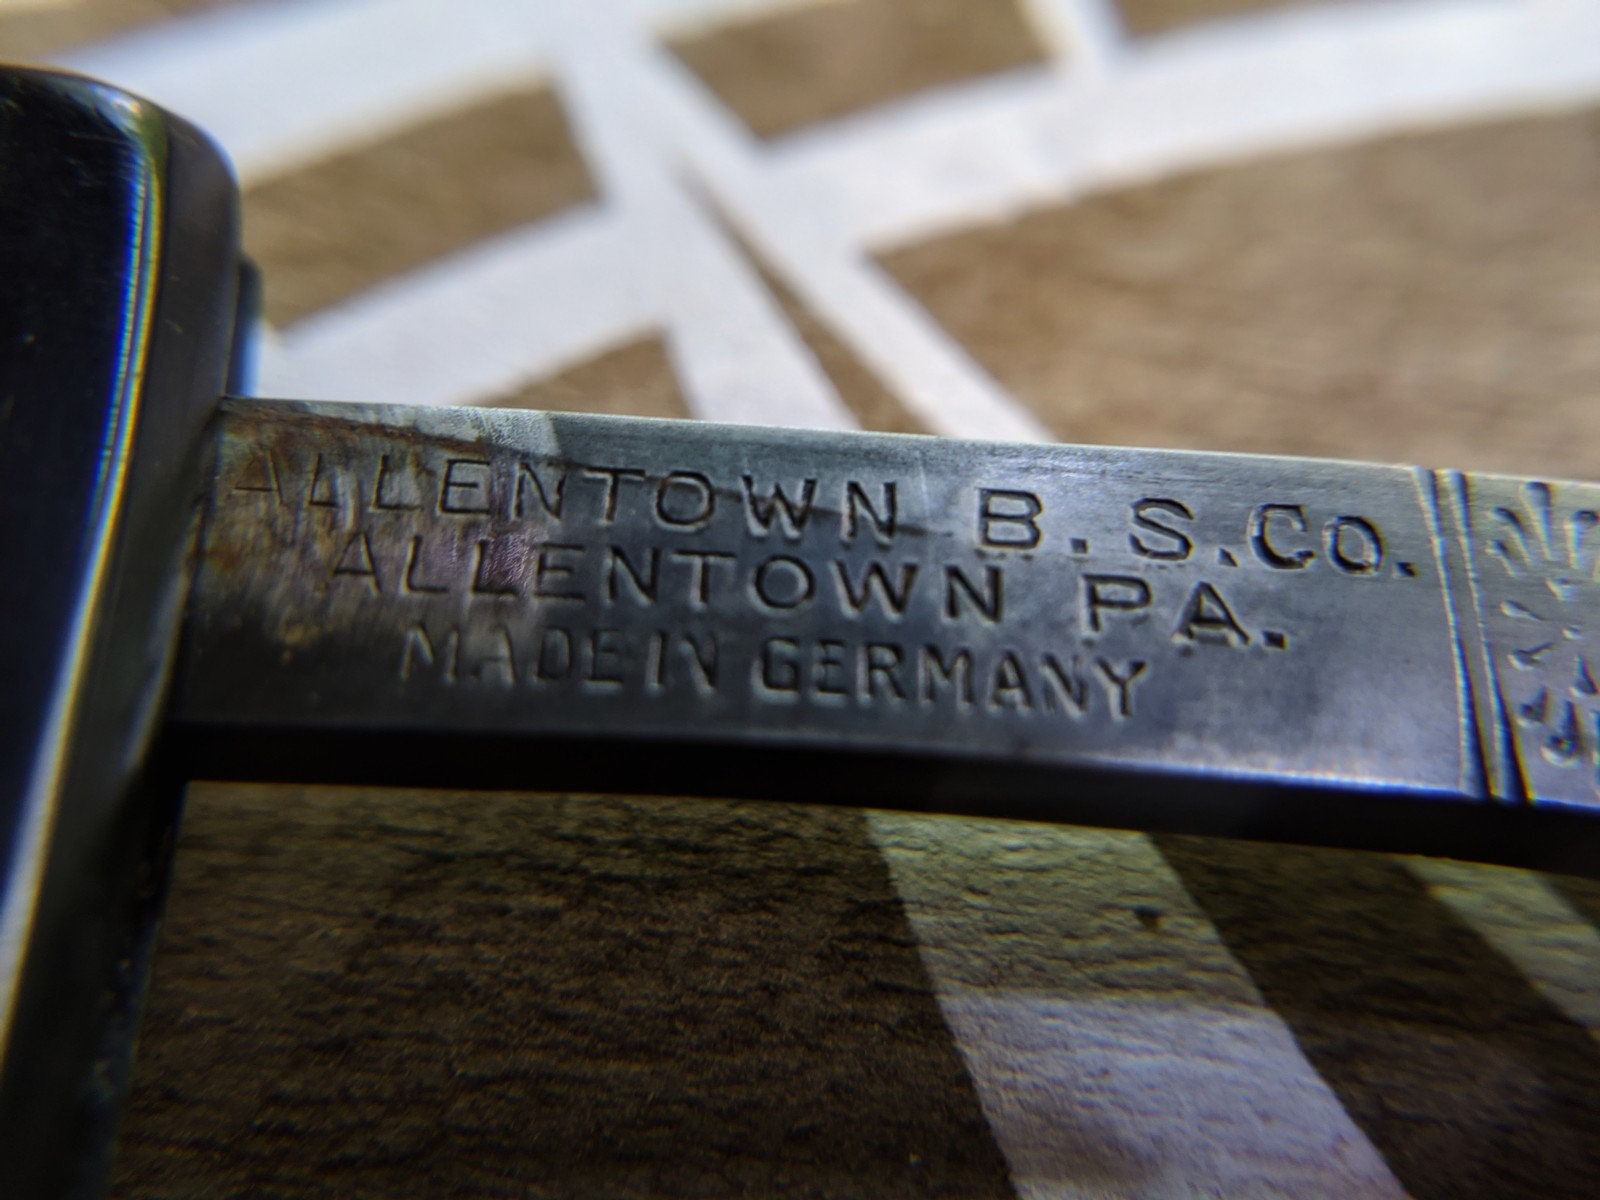 ALLENTOWN B.S.Co.
ALLENTOWN PA.
MADE IN GERMANY